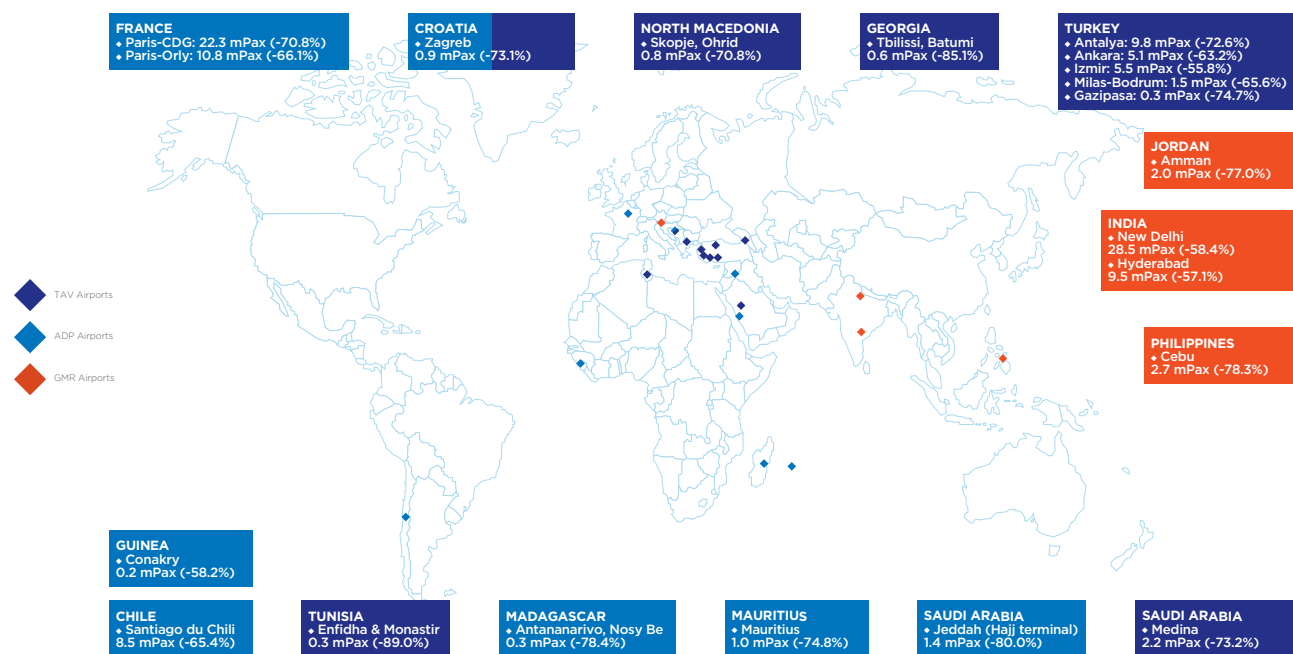 FRANCE
◆ Paris-CDG: 22.3 mPax (-70.8%)
◆ Paris-Orly: 10.8 mPax (-66.1%)
CROATIA
◆ Zagreb
0.9 mPax (-73.1%)
NORTH MACEDONIA
◆ Skopje, Ohrid
0.8 mPax (-70.8%)
GEORGIA
◆ Tbilissi, Batumi
0.6 mPax (-85.1%)
TURKEY
◆ Antalya: 9.8 mPax (-72.6%)
◆ Ankara: 5.1 mPax (-63.2%)
◆ Izmir: 5.5 mPax (-55.8%)
◆ Milas-Bodrum: 1.5 mPax (-65.6%)
◆ Gazipasa: 0.3 mPax (-74.7%)
JORDAN
◆ Amman
2.0 mPax (-77.0%)
INDIA
◆ New Delhi
28.5 mPax (-58.4%)
◆ Hyderabad
9.5 mPax (-57.1%)
TAV Airports
ADP Airports
GMR Airports
PHILIPPINES
◆ Cebu
2.7 mPax (-78.3%)
GUINEA
◆ Conakry
0.2 mPax (-58.2%)
CHILE
◆ Santiago du Chili
8.5 mPax (-65.4%)
TUNISIA
◆ Enfidha & Monastir
0.3 mPax (-89.0%)
MADAGASCAR
◆ Antananarivo, Nosy Be
0.3 mPax (-78.4%)
MAURITIUS
◆ Mauritius
1.0 mPax (-74.8%)
SAUDI ARABIA
◆ Jeddah (Hajj terminal)
1.4 mPax (-80.0%)
SAUDI ARABIA
◆ Medina
2.2 mPax (-73.2%)